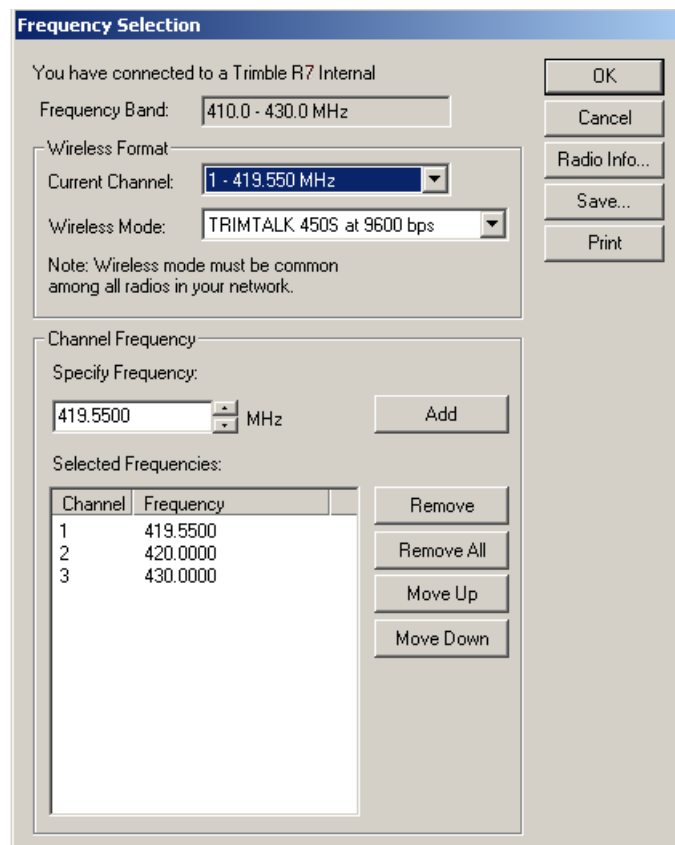 Frequency Selection
You have connected to a Trimble R7 Internal
Frequency Band: 410.0 - 430.0 MHz
Wireless Format
Current Channel: 1 - 419.550 MHz
Wireless Mode: TRIMTALK 450S at 9600 bps
Note: Wireless mode must be common
among all radios in your network.
OK
Cancel
Radio Info...
Save...
Print
Channel Frequency
Specify Frequency:
419.5500 MHz
Add
Selected Frequencies:
Channel Frequency
1 419.5500
2 420.0000
3 430.0000
Remove
Remove All
Move Up
Move Down